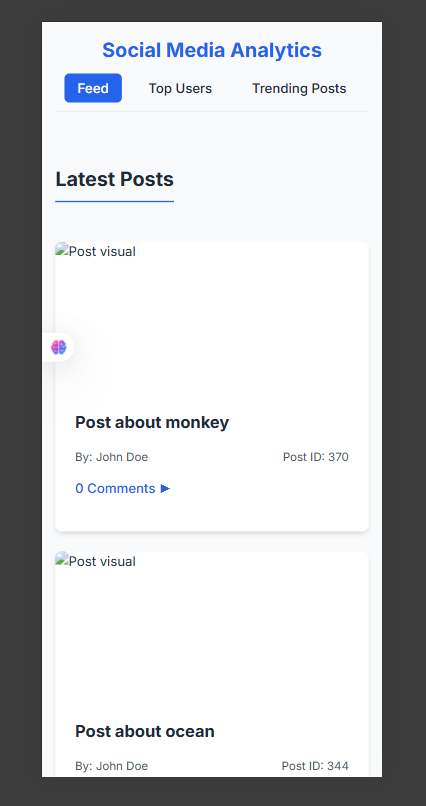 Social Media Analytics
Feed Top Users Trending Posts
Latest Posts
Post visual
Post about monkey
By: John Doe Post ID: 370
0 Comments ▶
Post visual
Post about ocean
By: John Doe Post ID: 344